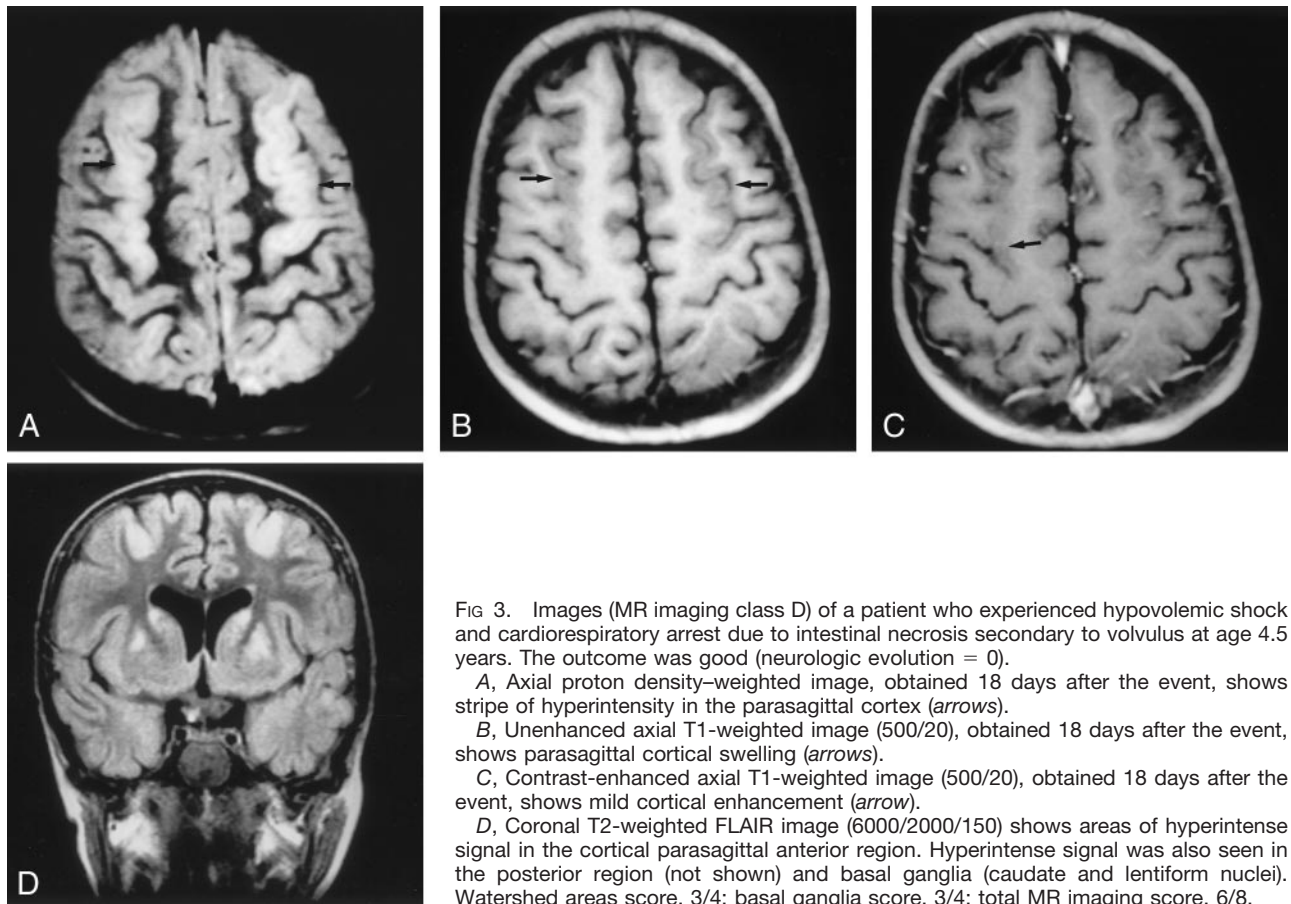 A
B
C
D
FIG 3. Images (MR imaging class D) of a patient who experienced hypovolemic shock
and cardiorespiratory arrest due to intestinal necrosis secondary to volvulus at age 4.5
years. The outcome was good (neurologic evolution = 0).
A, Axial proton density–weighted image, obtained 18 days after the event, shows
stripe of hyperintensity in the parasagittal cortex (arrows).
B, Unenhanced axial T1-weighted image (500/20), obtained 18 days after the event,
shows parasagittal cortical swelling (arrows).
C, Contrast-enhanced axial T1-weighted image (500/20), obtained 18 days after the
event, shows mild cortical enhancement (arrow).
D, Coronal T2-weighted FLAIR image (6000/2000/150) shows areas of hyperintense
signal in the cortical parasagittal anterior region. Hyperintense signal was also seen in
the posterior region (not shown) and basal ganglia (caudate and lentiform nuclei).
Watershed areas score, 3/4; basal ganglia score, 3/4; total MR imaging score, 6/8.